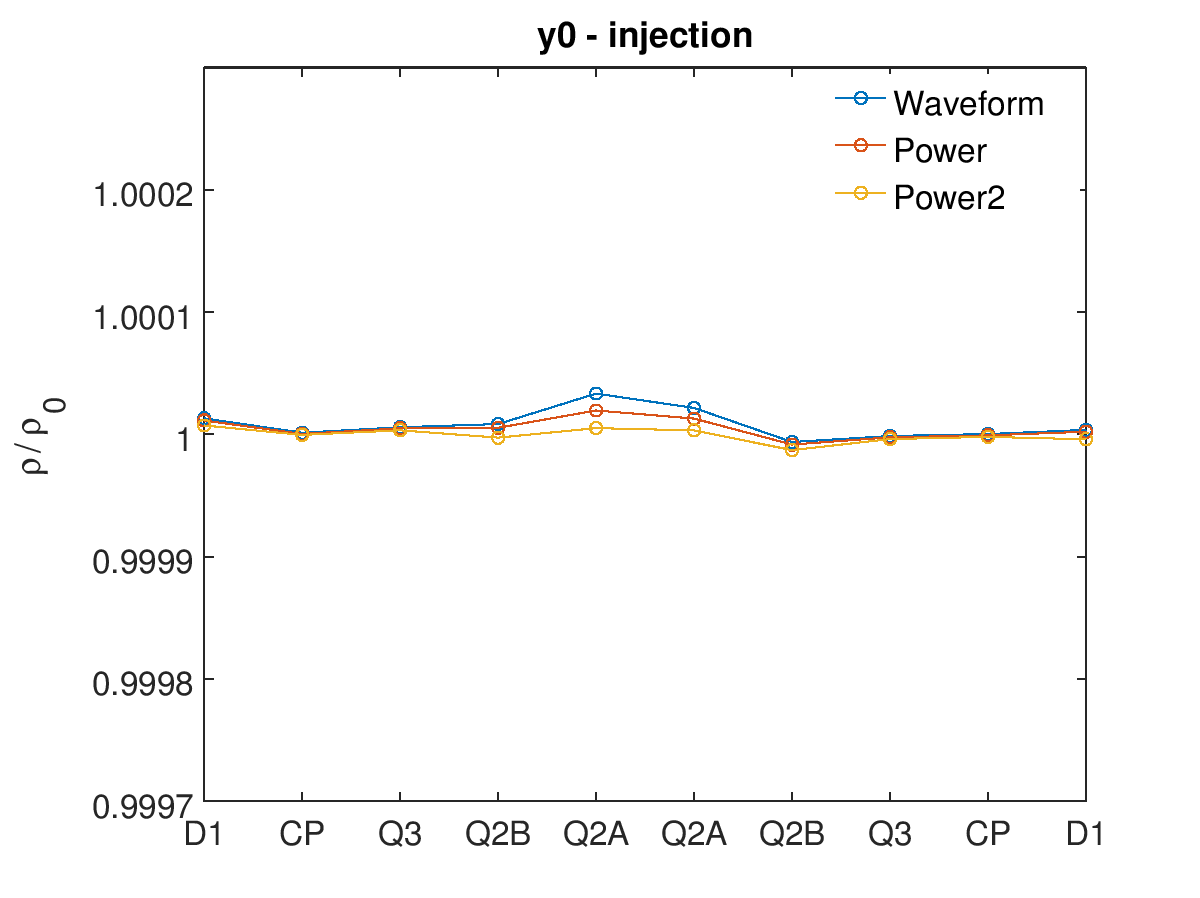 y0 - injection
Waveform
Power
Power2
1.0002
1.0001
1
0.9999
0.9998
0.9997
ρ / ρ₀
D1 CP Q3 Q2B Q2A Q2A Q2B Q3 CP D1